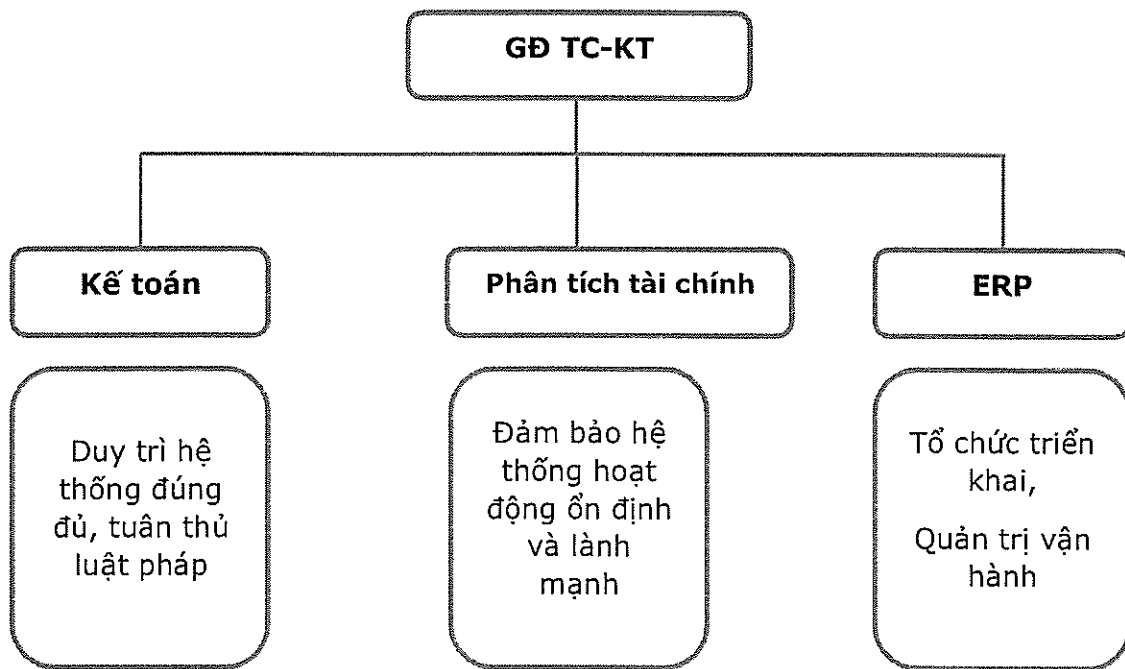 GĐ TC-KT
Kế toán
Phân tích tài chính
ERP
Duy trì hệ
thống đúng
đủ, tuân thủ
luật pháp
Đảm bảo hệ
thống hoạt
động ổn định
và lành
mạnh
Tổ chức triển
khai,
Quản trị vận
hành